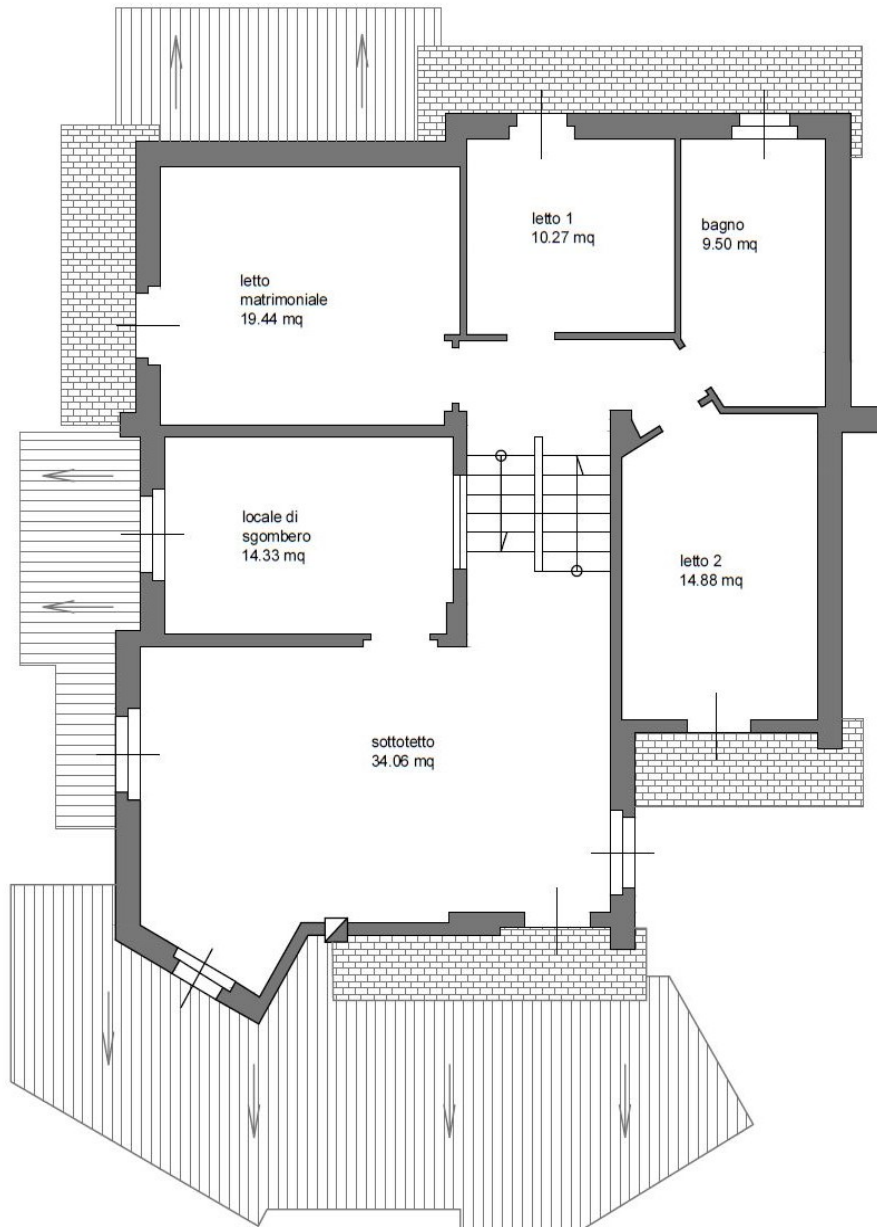 letto 1
10.27 mq
bagno
9.50 mq
letto
matrimoniale
19.44 mq
locale di
sgombero
14.33 mq
letto 2
14.88 mq
sottotetto
34.06 mq